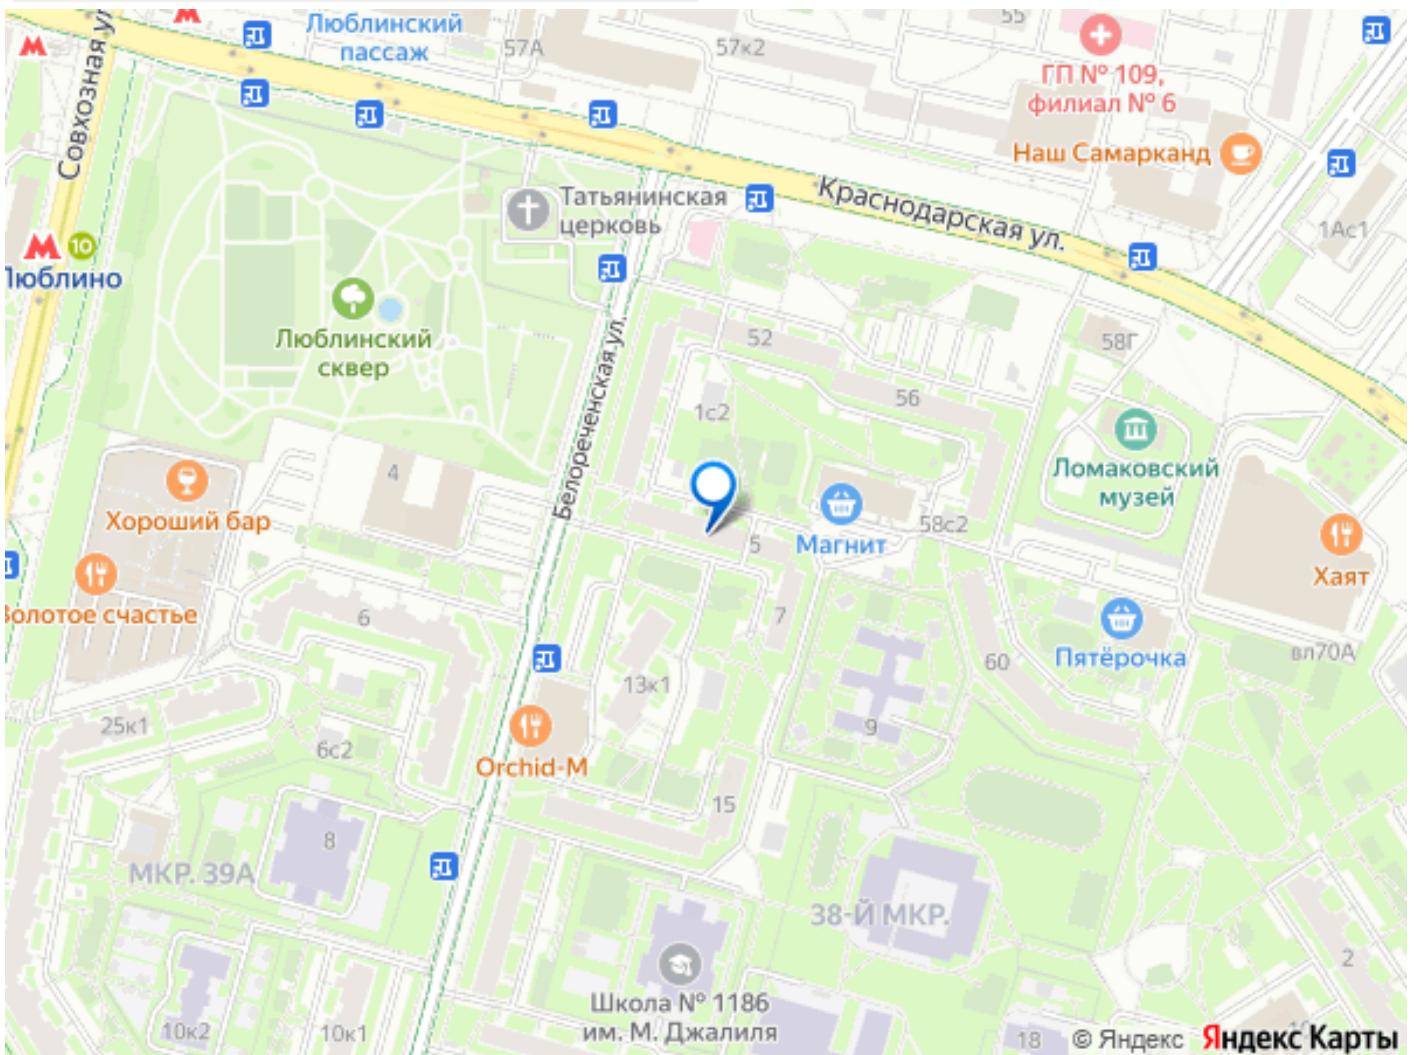 Совхозная ул
Люблинский
пассаж
57А
57к2
55
ГП № 109,
филиал № 6
Наш Самарканд
Татьянинская
церковь
Краснодарская ул.
1Ас1
10
Люблино
Люблинский
сквер
Белореченская ул.
52
58Г
56
1с2
Ломаковский
музей
4
Хороший бар
58с2
Магнит
5
Хаят
Золотое счастье
6
7
Пятёрочка
вл70А
60
13к1
25к1
9
6с2
Orchid-M
15
8
МКР. 39А
38-Й МКР.
2
Школа № 1186
им. М. Джалиля
10к2
10к1
18
© Яндекс Яндекс Карты